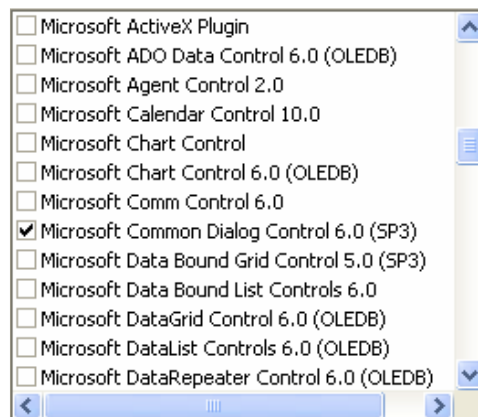 Microsoft ActiveX Plugin
Microsoft ADO Data Control 6.0 (OLEDB)
Microsoft Agent Control 2.0
Microsoft Calendar Control 10.0
Microsoft Chart Control
Microsoft Chart Control 6.0 (OLEDB)
Microsoft Comm Control 6.0
Microsoft Common Dialog Control 6.0 (SP3)
Microsoft Data Bound Grid Control 5.0 (SP3)
Microsoft Data Bound List Controls 6.0
Microsoft DataGrid Control 6.0 (OLEDB)
Microsoft DataList Controls 6.0 (OLEDB)
Microsoft DataRepeater Control 6.0 (OLEDB)